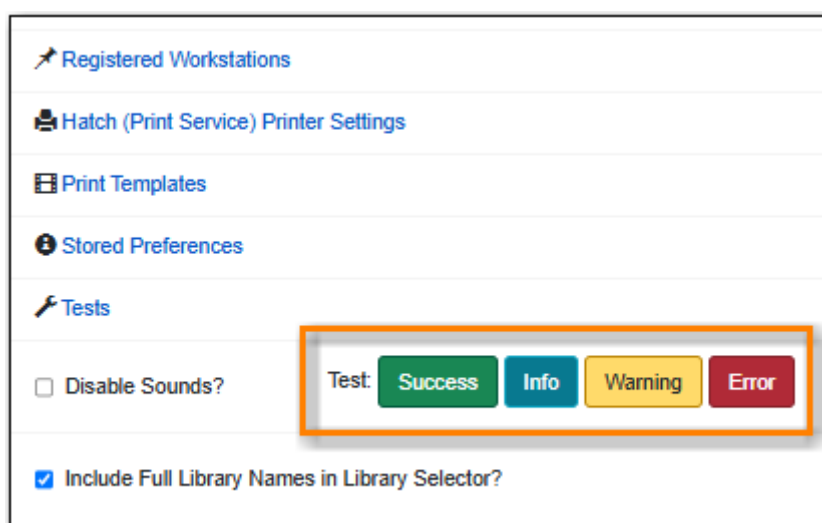 Registered Workstations
Hatch (Print Service) Printer Settings
Print Templates
Stored Preferences
Tests
Disable Sounds? Test: Success Info Warning Error
Include Full Library Names in Library Selector?